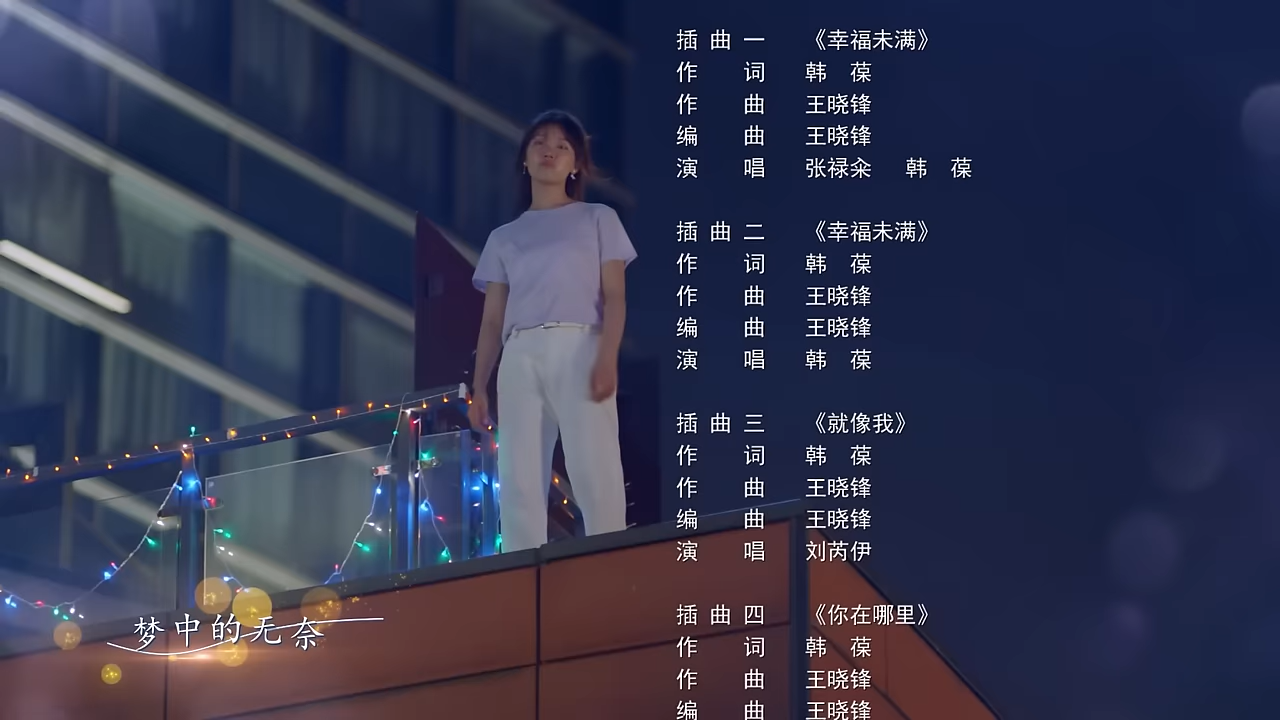 插曲一 《幸福未满》
作词 韩葆
作曲 王晓锋
编曲 王晓锋
演唱 张禄籴 韩葆
插曲二 《幸福未满》
作词 韩葆
作曲 王晓锋
编曲 王晓锋
演唱 韩葆
插曲三 《就像我》
作词 韩葆
作曲 王晓锋
编曲 王晓锋
演唱 刘芮伊
插曲四 《你在哪里》
作词 韩葆
作曲 王晓锋
编曲 王晓锋
梦中的无奈